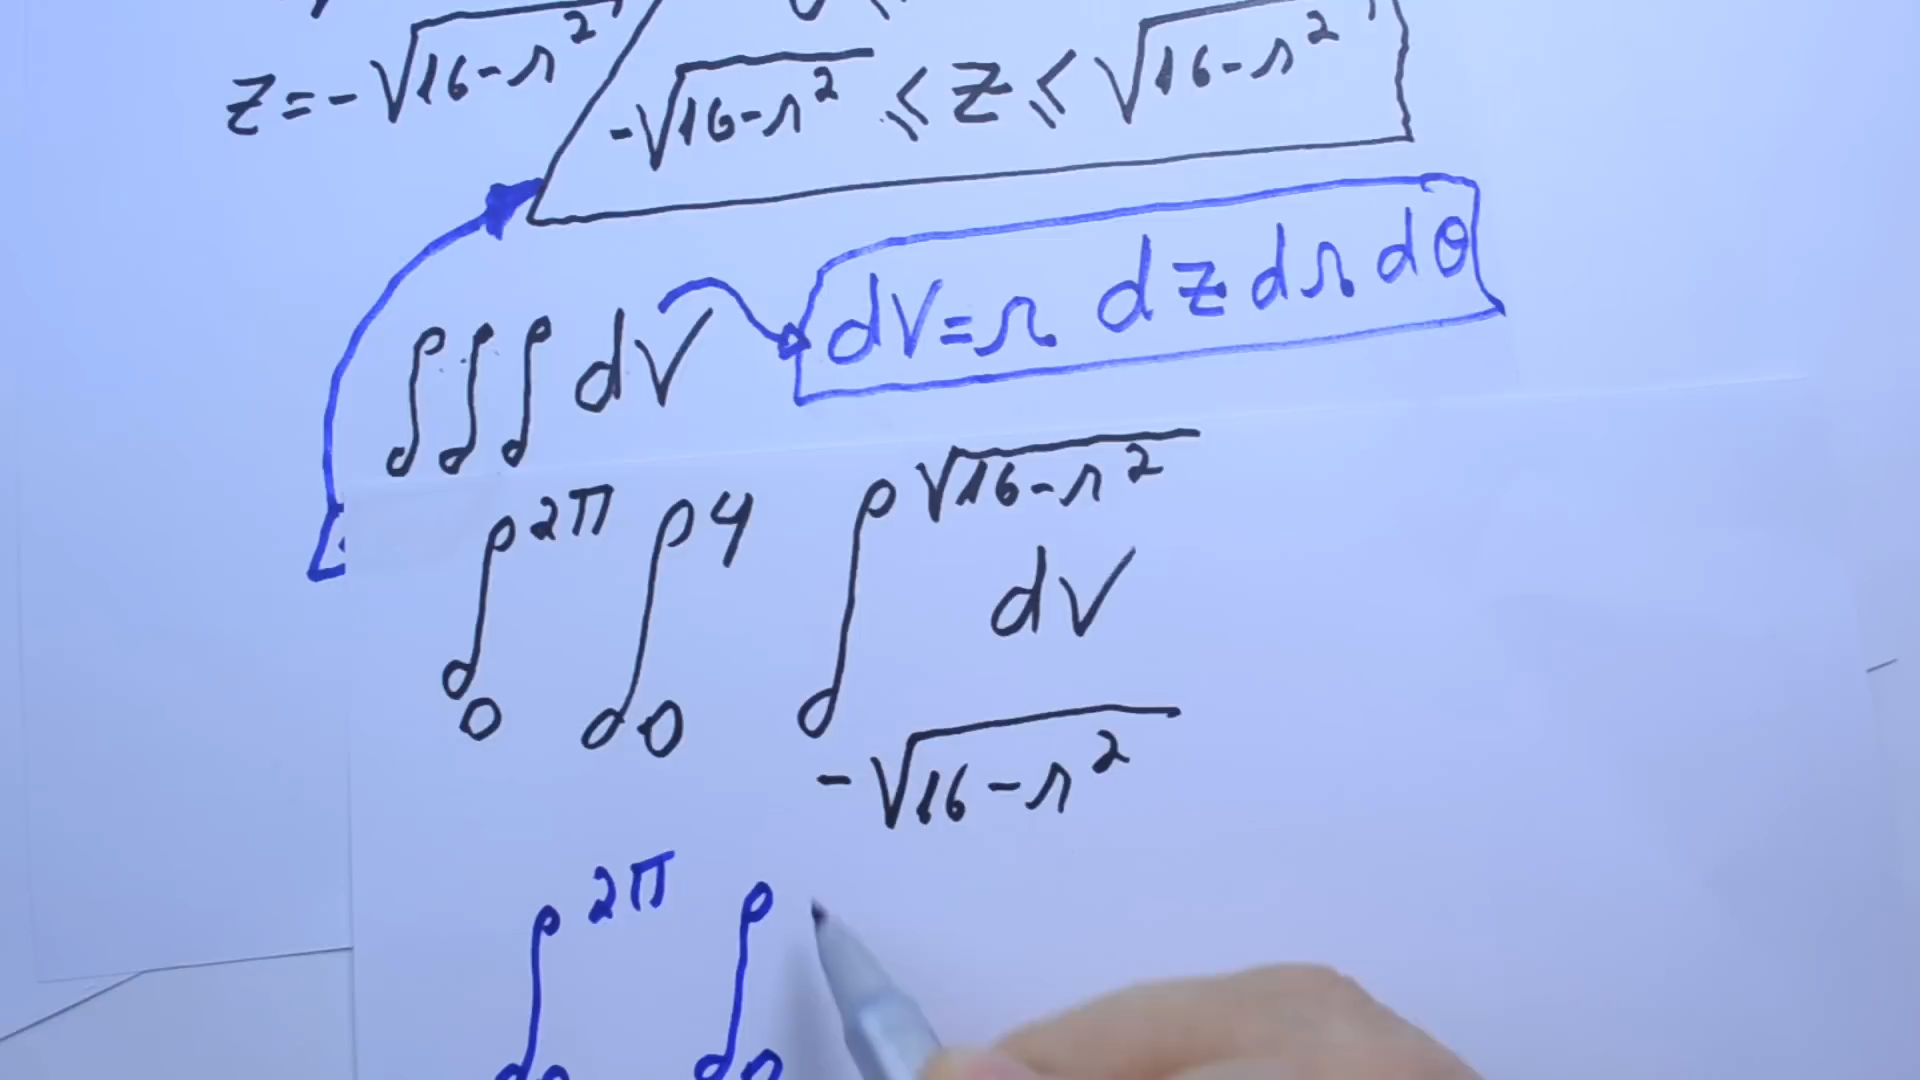 z=-√16-r²
-√16-r² ≤ z ≤ √16-r²
∫∫∫ dV
dV=r dz dr dθ
∫₀^2π ∫₀^4 ∫_-√16-r²^√16-r² dV
∫₀^2π ∫₀